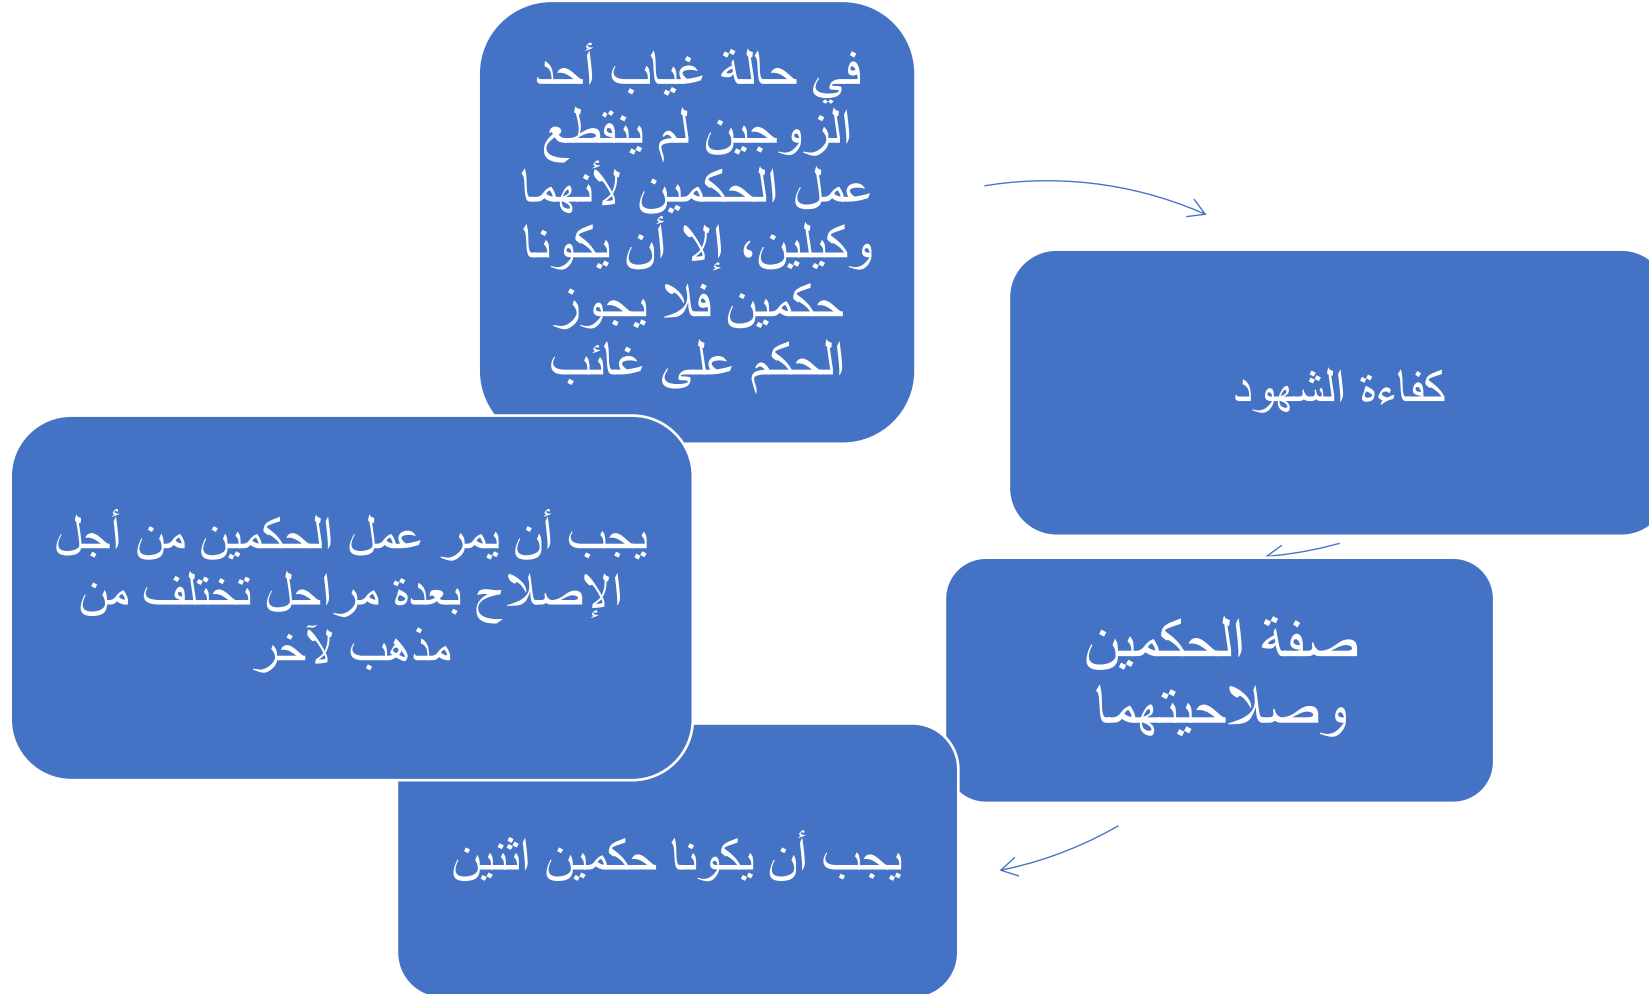 في حالة غياب أحد
الزوجين لم ينقطع
عمل الحكمين لأنهما
وكيلين، إلا أن يكونا
حكمين فلا يجوز
الحكم على غائب
كفاءة الشهود
صفة الحكمين
وصلاحيتهما
يجب أن يكونا حكمين اثنين
يجب أن يمر عمل الحكمين من أجل
الإصلاح بعدة مراحل تختلف من
مذهب لآخر